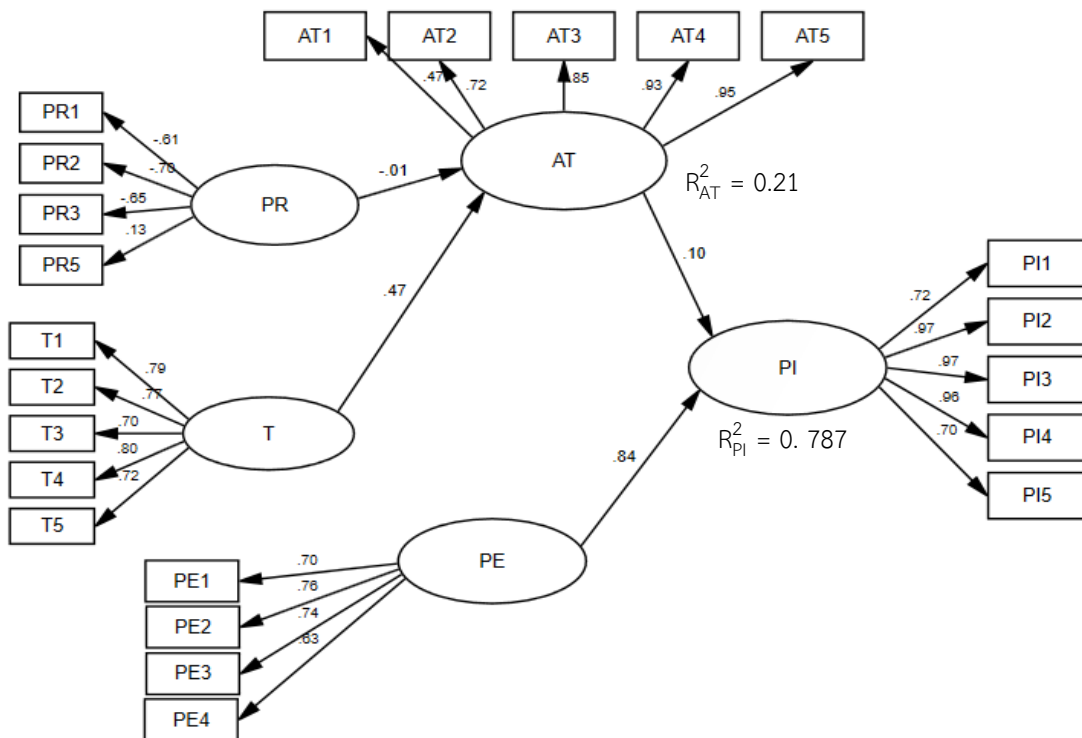 AT1 AT2 AT3 AT4 AT5
.47 .72 .85 .93 .95
PR1
PR2
PR3
PR5
-.61
-.70
-.65
.13
PR
-.01
AT
R²AT = 0.21
.47
.10
T1
T2
T3
T4
T5
.79
.77
.70
.80
.72
T
PI
R²PI = 0. 787
.72
.97
.97
.96
.70
PI1
PI2
PI3
PI4
PI5
.84
PE
.70
.76
.74
.63
PE1
PE2
PE3
PE4